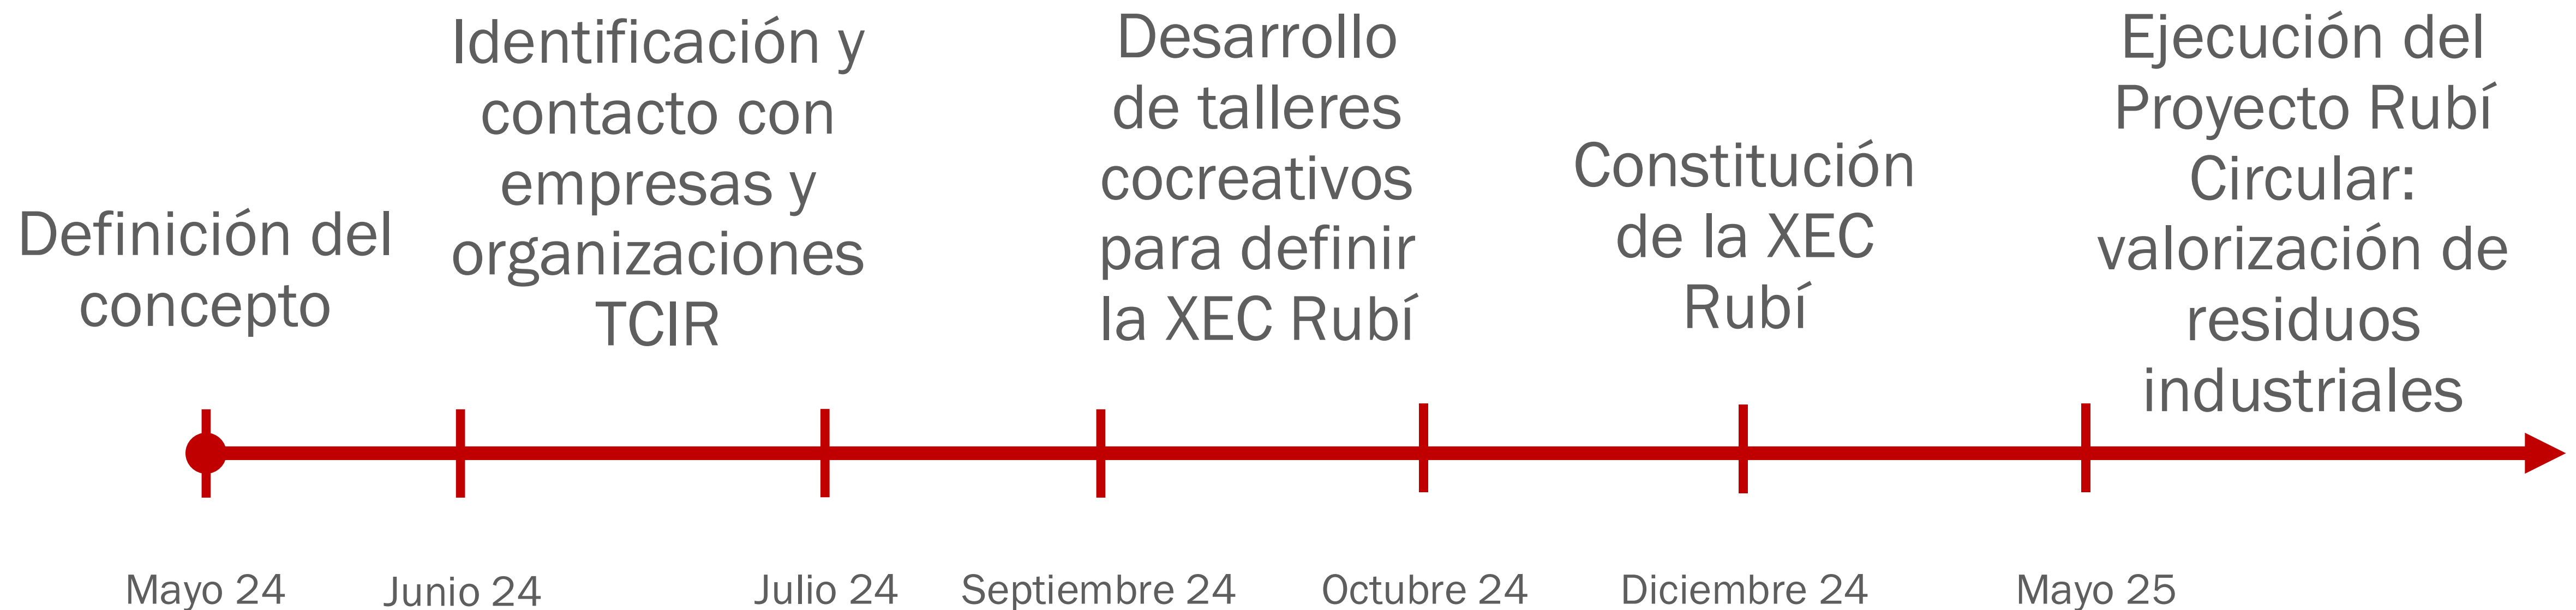 Definición del
concepto
Identificación y
contacto con
empresas y
organizaciones
TCIR
Desarrollo
de talleres
cocreativos
para definir
la XEC Rubí
Constitución
de la XEC
Rubí
Ejecución del
Proyecto Rubí
Circular:
valorización de
residuos
industriales
Mayo 24
Junio 24
Julio 24
Septiembre 24
Octubre 24
Diciembre 24
Mayo 25